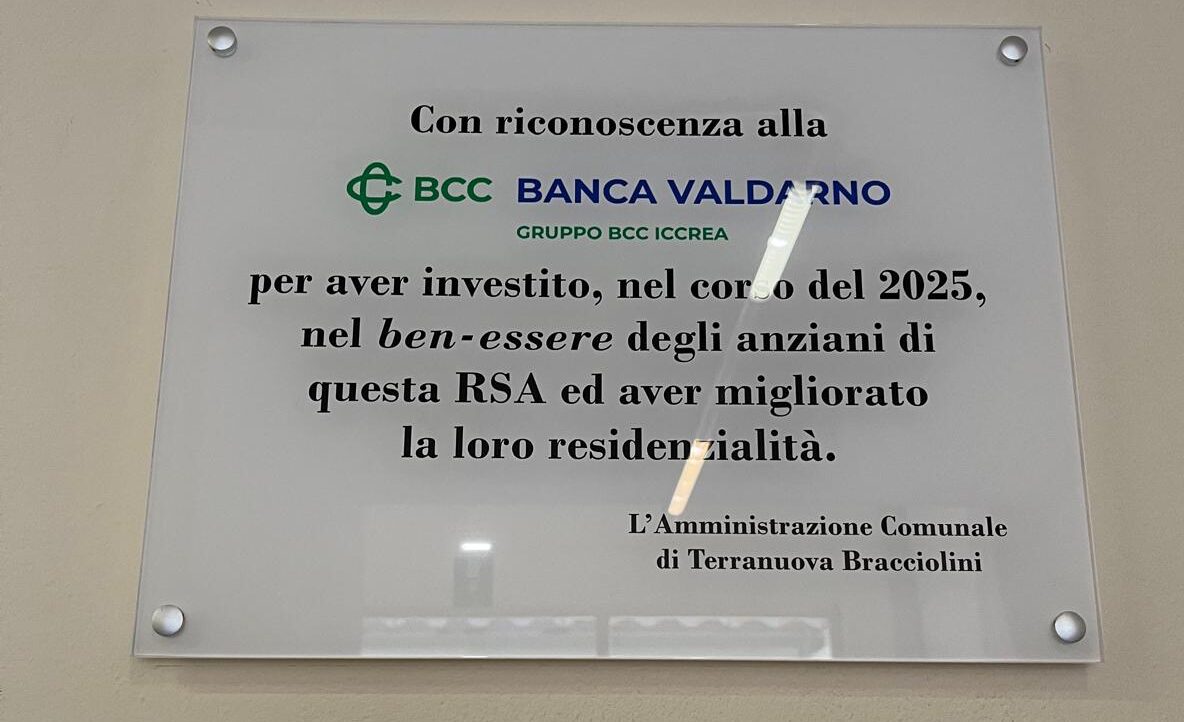 Con riconoscenza alla
BCC BANCA VALDARNO
GRUPPO BCC ICCREA
per aver investito, nel corso del 2025,
nel ben-essere degli anziani di
questa RSA ed aver migliorato
la loro residenzialità.
L'Amministrazione Comunale
di Terranuova Bracciolini